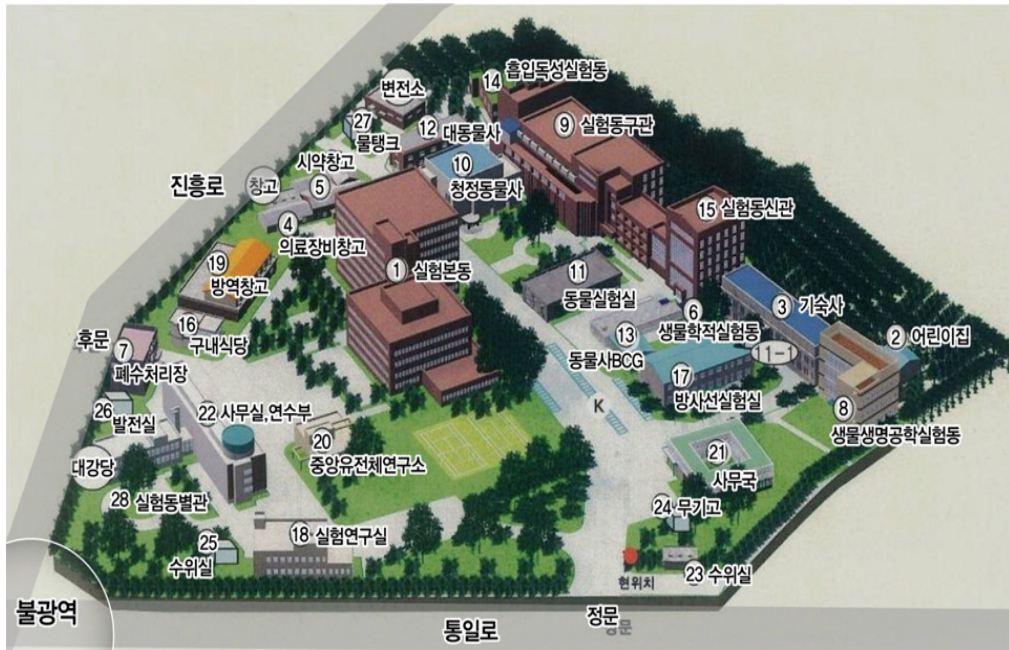 14 흡입독성실험동
변전소
27 물탱크
12 대동물사
9 실험동구관
시약창고
5
10
청정동물사
진흥로
창고
4
의료장비창고
15 실험동신관
19
방역창고
1 실험본동
11
동물실험실
6
생물학적실험동
3 기숙사
2 어린이집
16
구내식당
13
동물사BCG
11-1
후문
7
폐수처리장
17
방사선실험실
26
발전실
22 사무실,연수부
K
8
생물생명공학실험동
20
중앙유전체연구소
21
사무국
대강당
28 실험동별관
24 무기고
25
수위실
18 실험연구실
현위치
23 수위실
불광역
통일로
정문